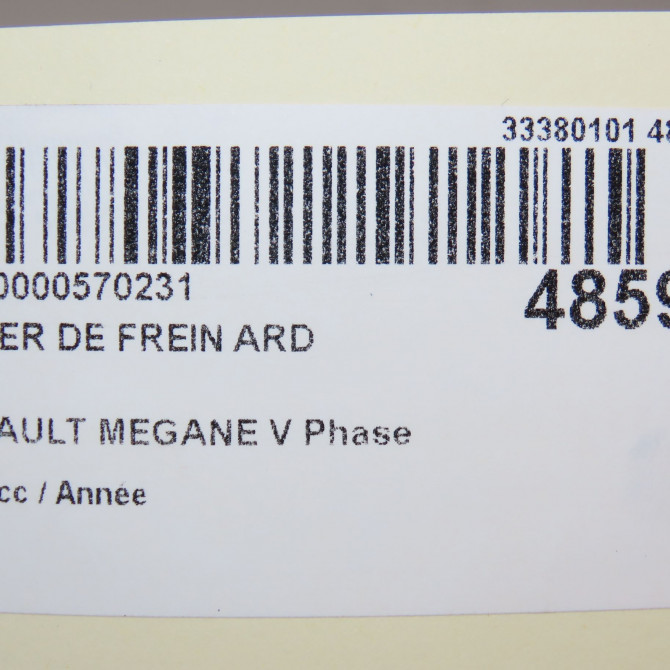 33380101 48
0000570231
4859
ER DE FREIN ARD
AULT MEGANE V Phase
cc / Année